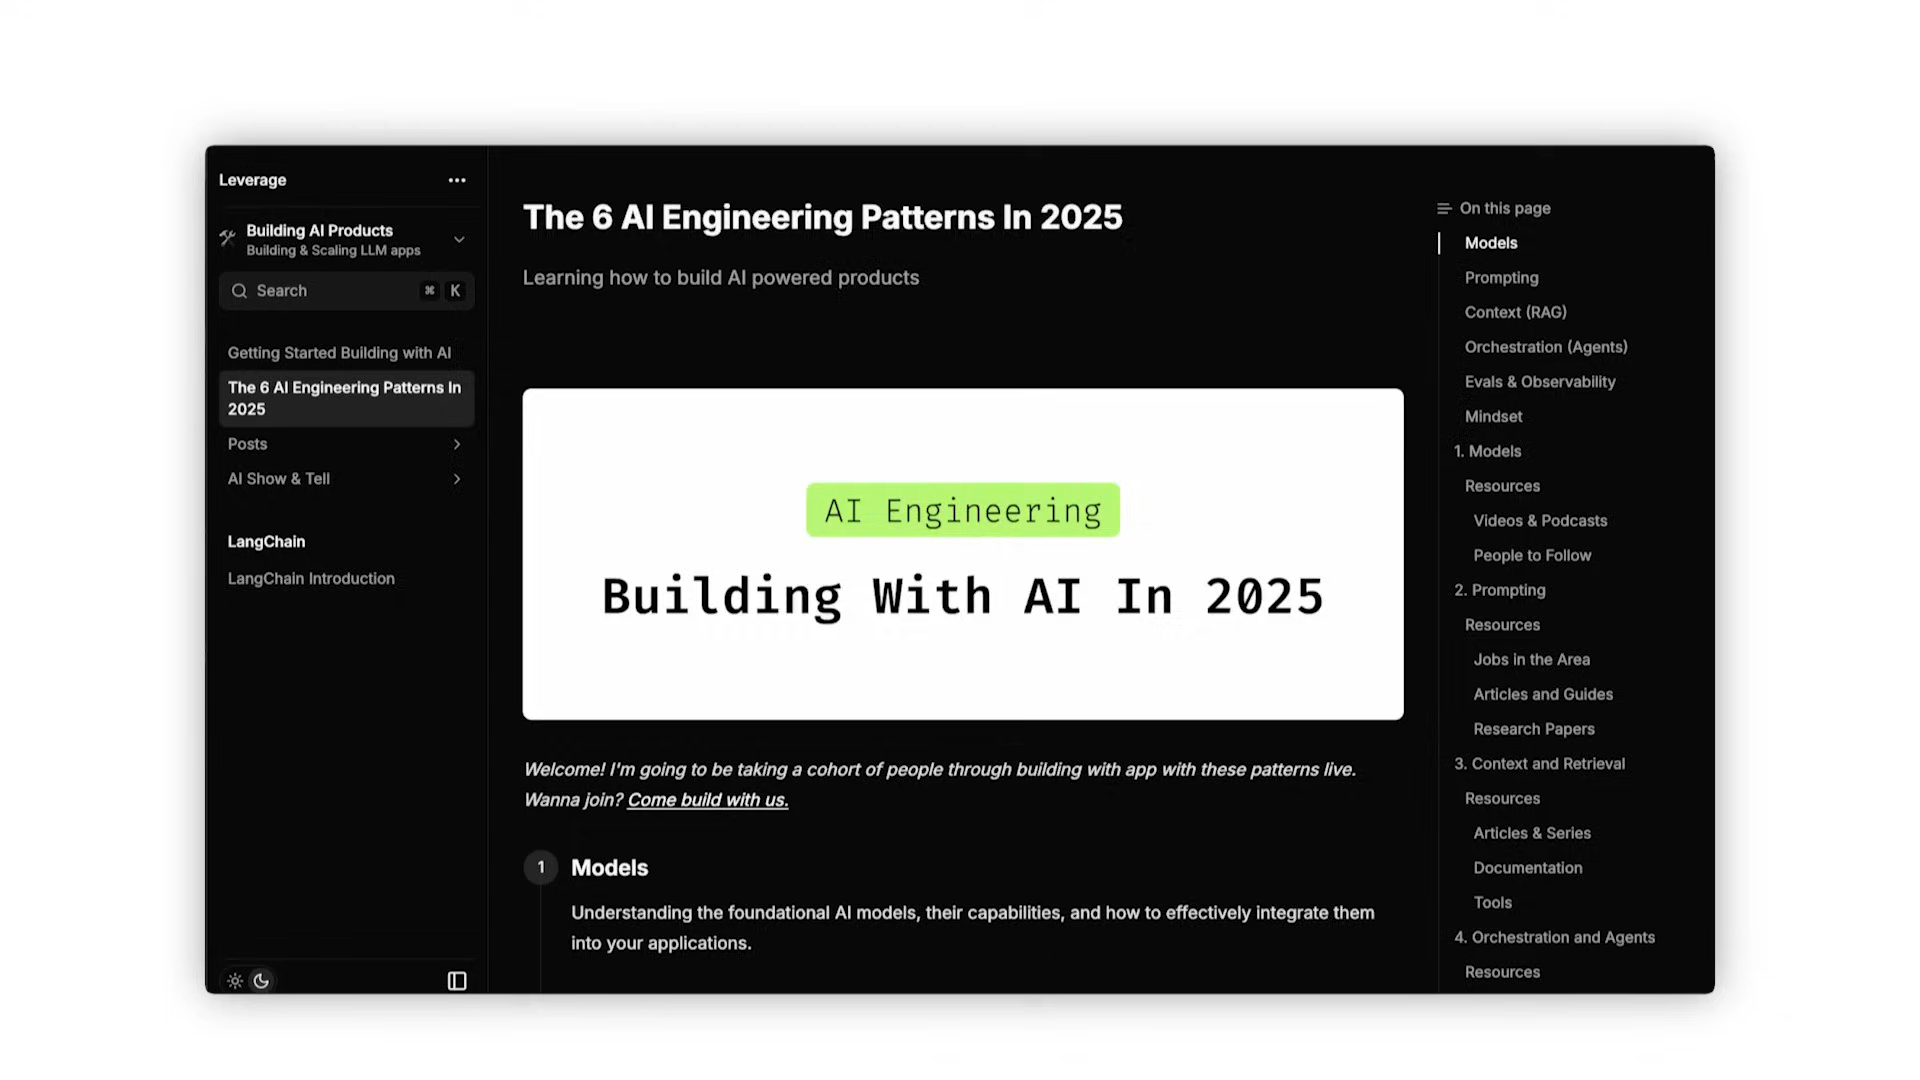 Leverage
Building AI Products
Building & Scaling LLM apps
Search
⌘ K
Getting Started Building with AI
The 6 AI Engineering Patterns In
2025
Posts
AI Show & Tell
LangChain
LangChain Introduction
The 6 AI Engineering Patterns In 2025
Learning how to build AI powered products
AI Engineering
Building With AI In 2025
Welcome! I'm going to be taking a cohort of people through building with app with these patterns live.
Wanna join? Come build with us.
1 Models
Understanding the foundational AI models, their capabilities, and how to effectively integrate them
into your applications.
On this page
Models
Prompting
Context (RAG)
Orchestration (Agents)
Evals & Observability
Mindset
1. Models
Resources
Videos & Podcasts
People to Follow
2. Prompting
Resources
Jobs in the Area
Articles and Guides
Research Papers
3. Context and Retrieval
Resources
Articles & Series
Documentation
Tools
4. Orchestration and Agents
Resources